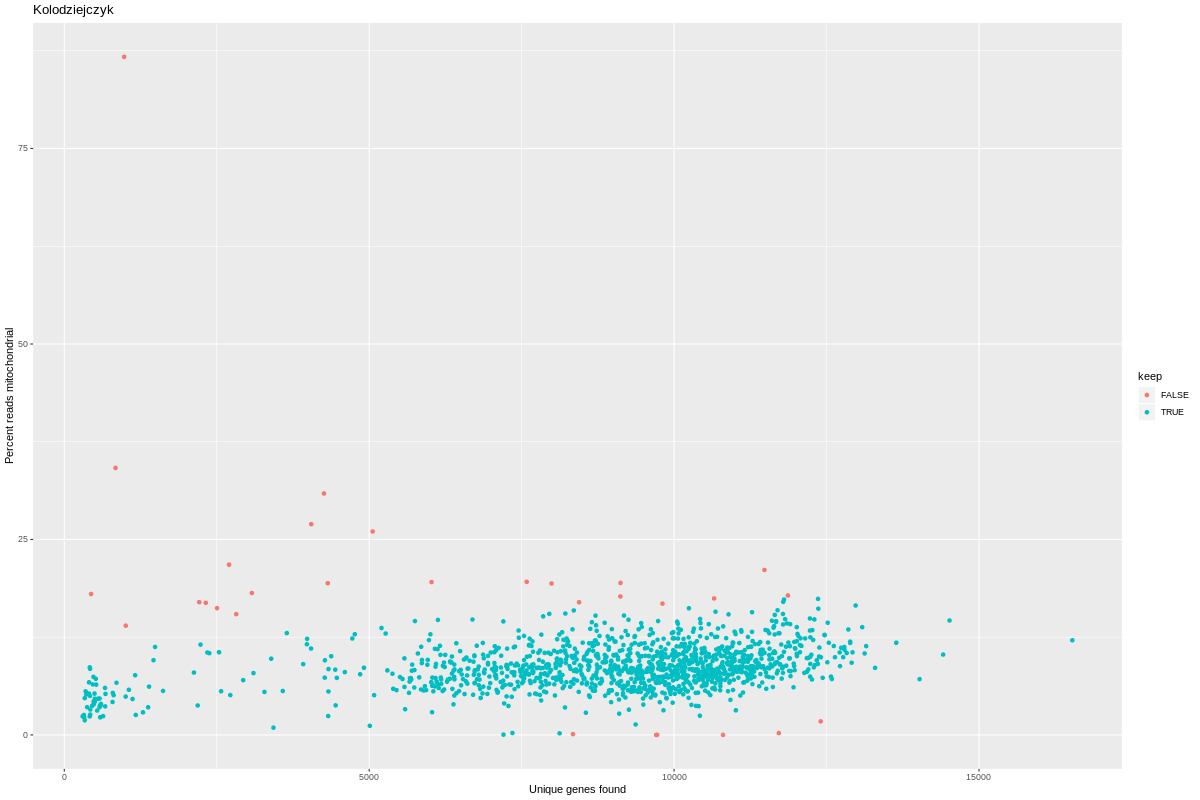 Kolodziejczyk
Percent reads mitochondrial
75
50
25
0
0
5000
10000
15000
Unique genes found
keep
FALSE
TRUE